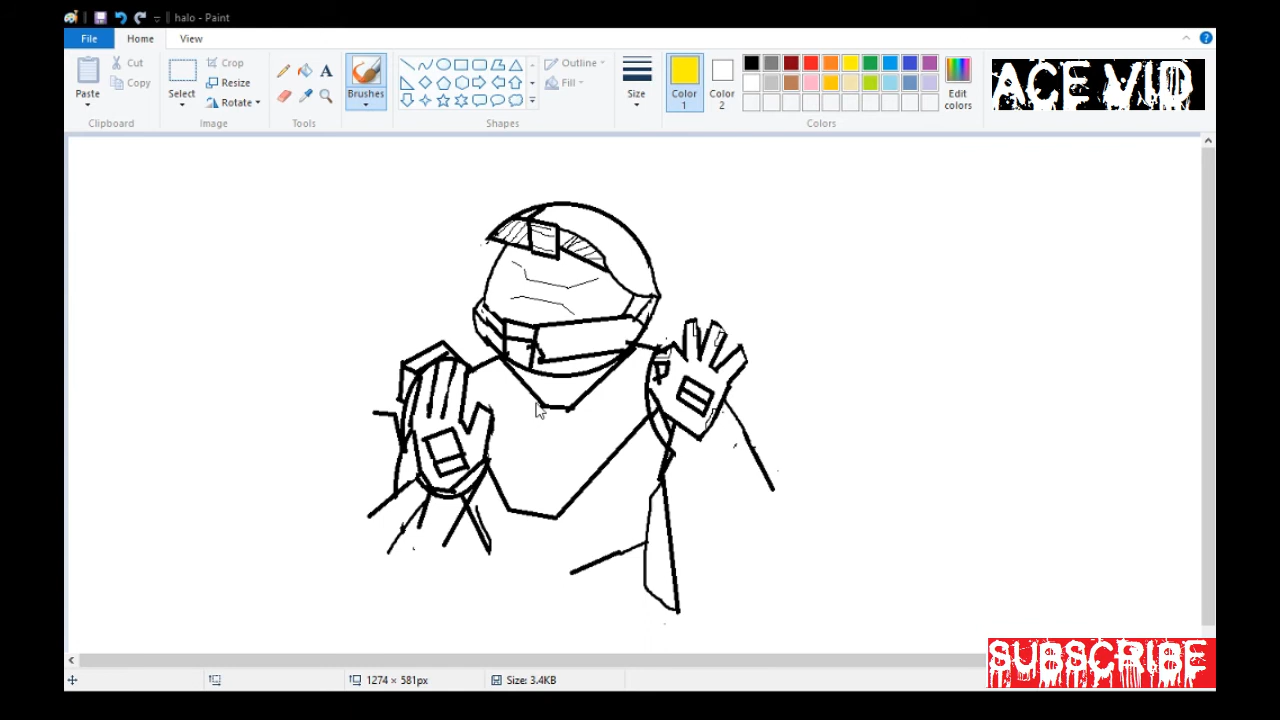 halo - Paint
File Home View
Paste
Cut
Copy
Clipboard
Select
Crop
Resize
Rotate
Image
A
Tools
Brushes
Outline
Fill
Shapes
Size
Color 1
Color 2
Edit colors
Colors
ACE VID
1274 × 581px
Size: 3.4KB
SUBSCRIBE